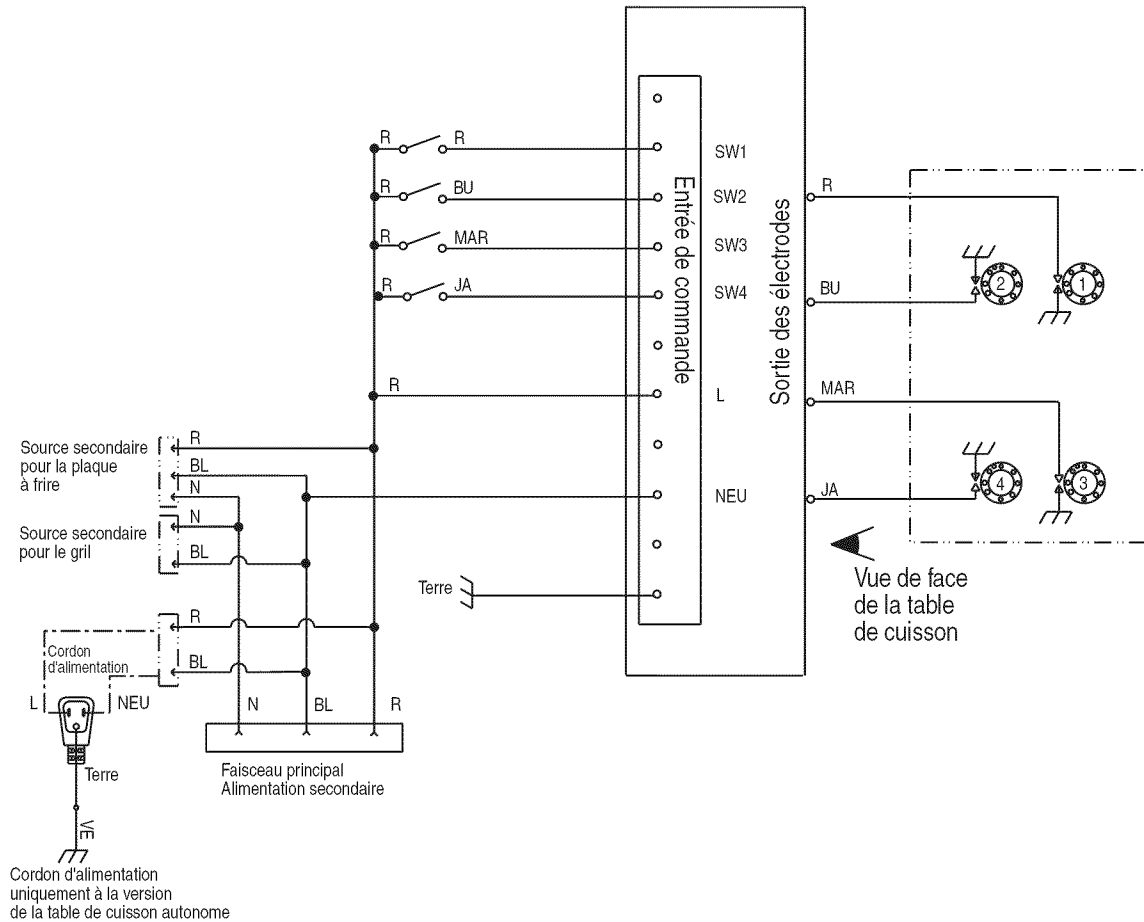 R
R
SW1
R
BU
SW2
R
R
MAR
SW3
R
JA
SW4
BU
Entrée de commande
Sortie des électrodes
2
1
R
L
MAR
Source secondaire
pour la plaque
à frire
R
BL
N
NEU
JA
4
3
Source secondaire
pour le gril
N
BL
Terre
Vue de face
de la table
de cuisson
R
BL
Cordon
d'alimentation
L
NEU
N
BL
R
Terre
Faisceau principal
Alimentation secondaire
VE
Cordon d'alimentation
uniquement à la version
de la table de cuisson autonome